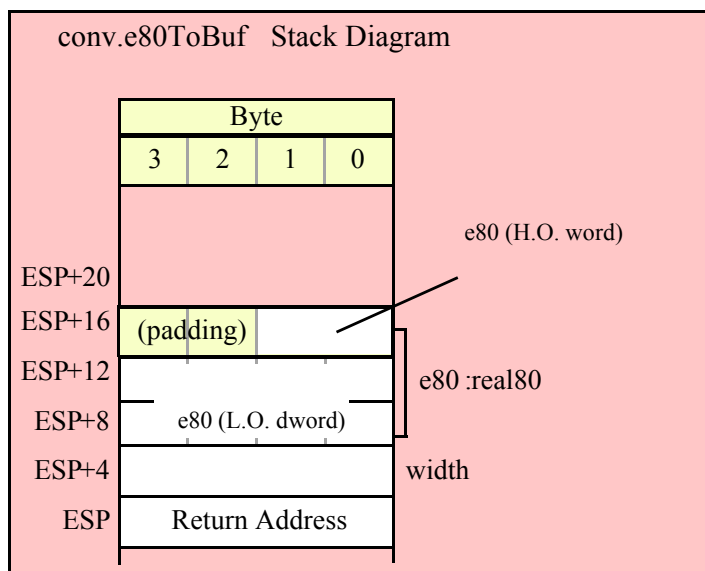 conv.e80ToBuf Stack Diagram
Byte
3 2 1 0
e80 (H.O. word)
ESP+20
ESP+16 (padding)
ESP+12 e80 :real80
ESP+8 e80 (L.O. dword)
ESP+4 width
ESP Return Address